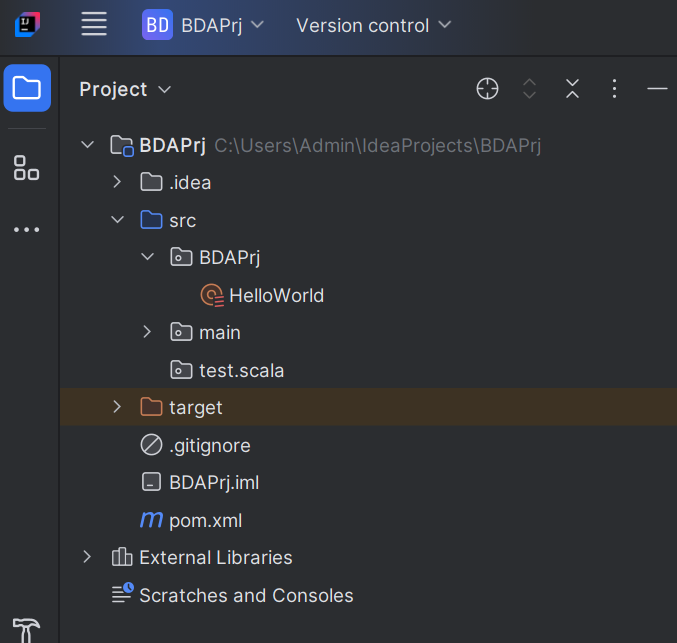 IJ BD BDAPrj Version control
Project
BDAPrj C:\Users\Admin\IdeaProjects\BDAPrj
.idea
src
BDAPrj
HelloWorld
main
test.scala
target
.gitignore
BDAPrj.iml
m pom.xml
External Libraries
Scratches and Consoles